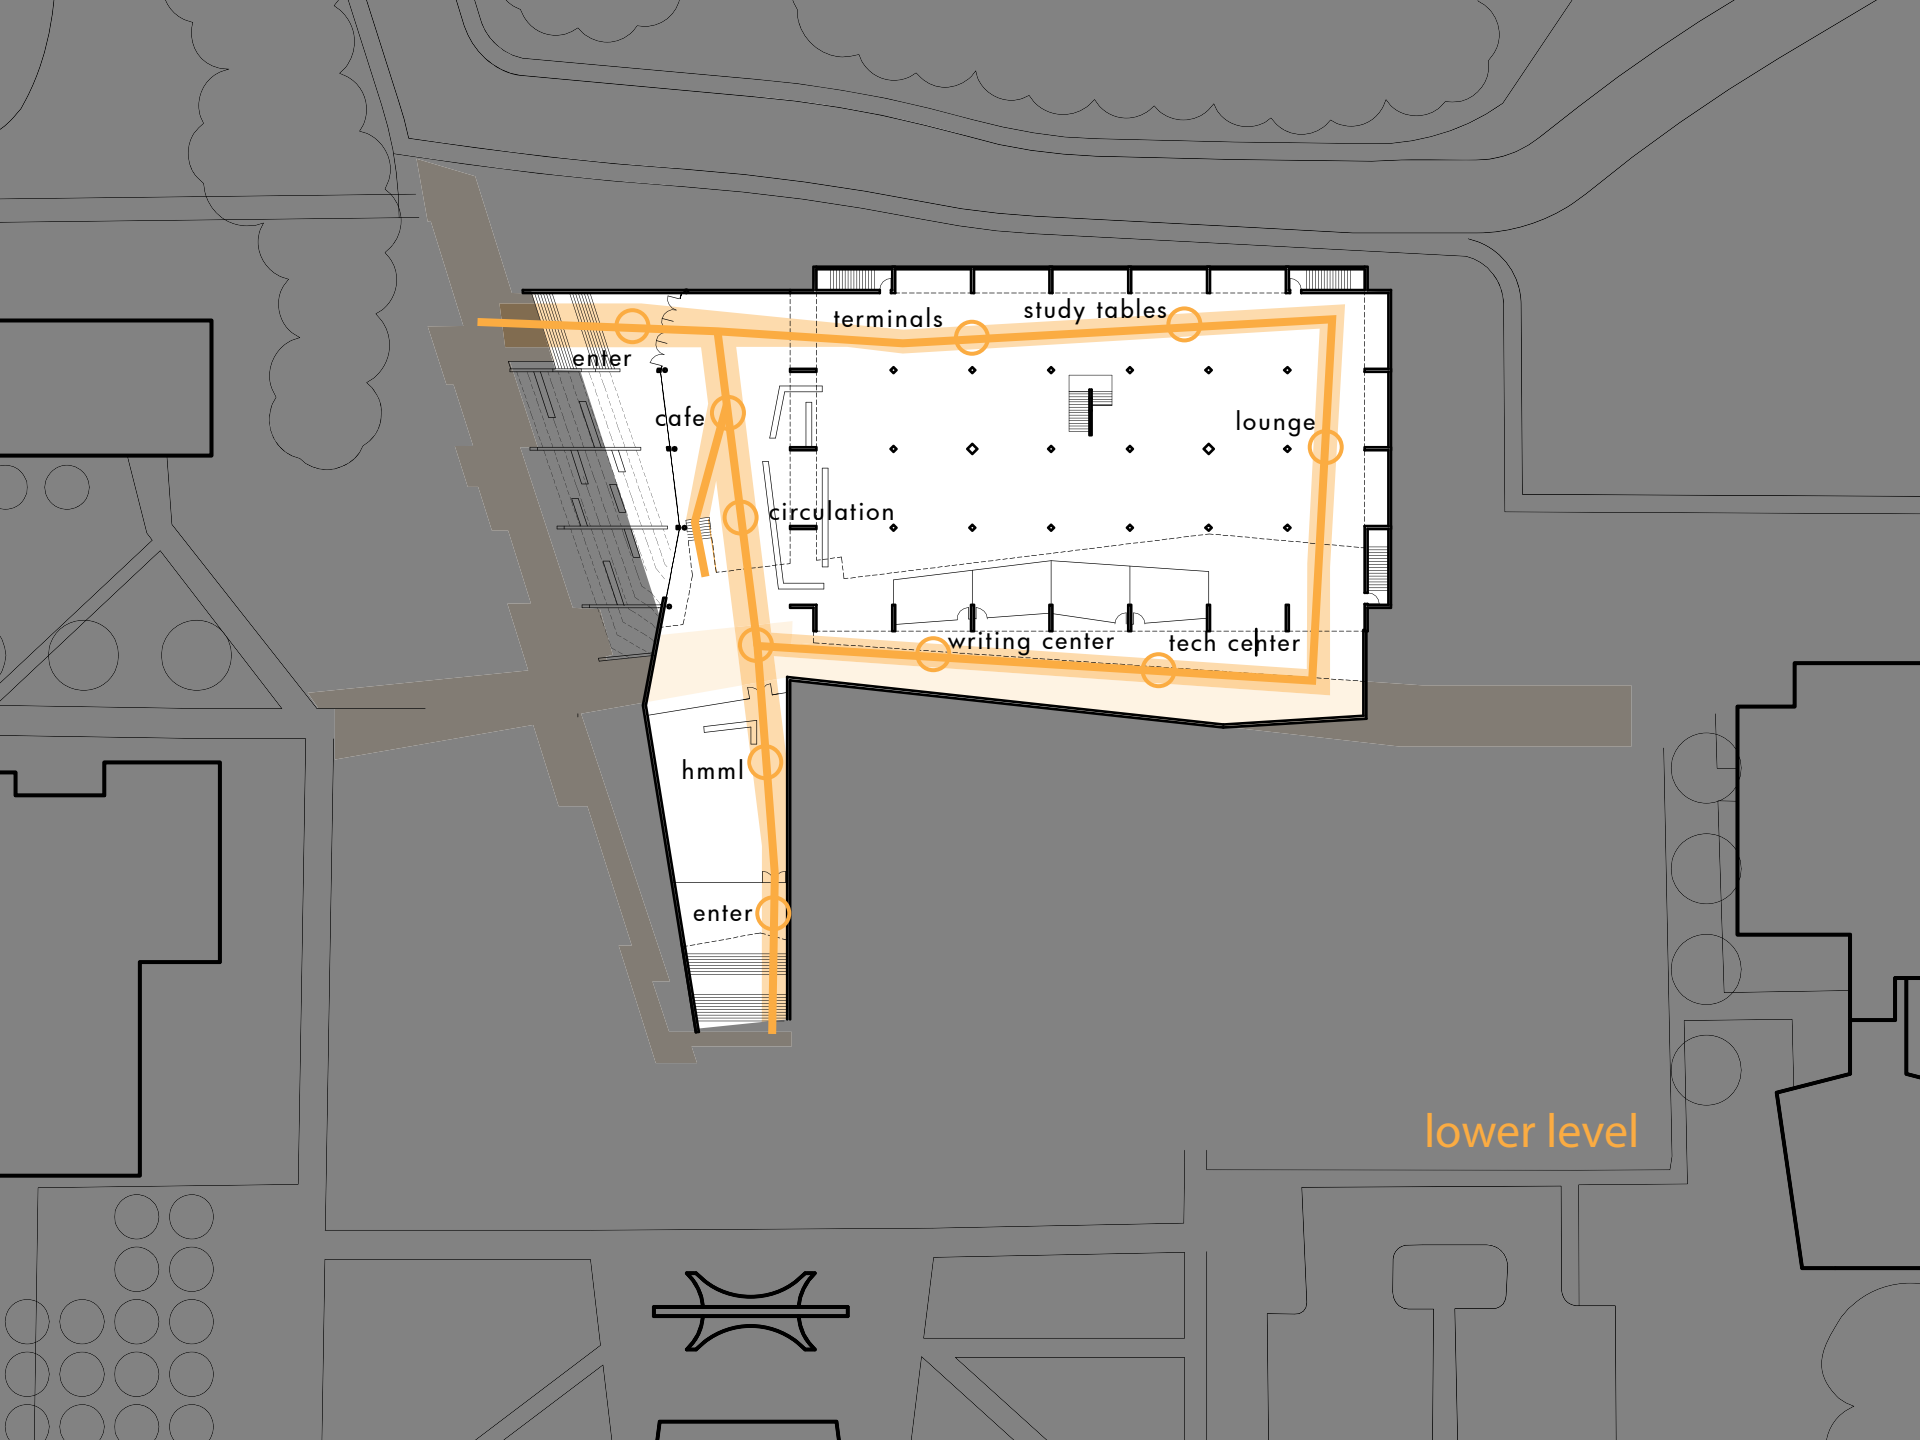 study tables
terminals
enter
cafe
lounge
circulation
writing center
tech center
hmml
enter
lower level